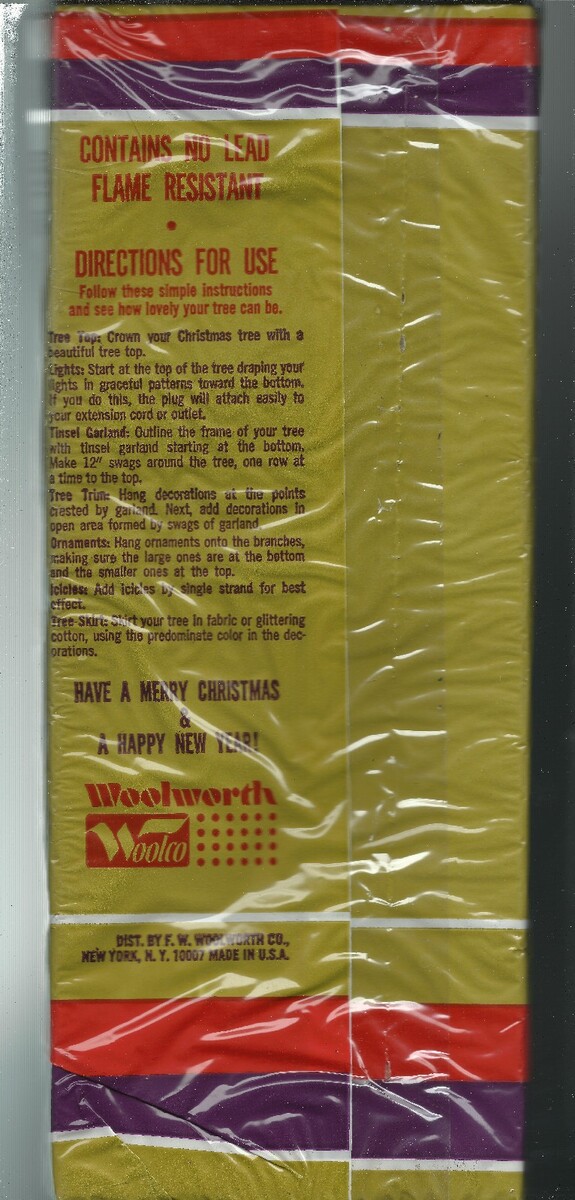 CONTAINS NO LEAD
FLAME RESISTANT
•
DIRECTIONS FOR USE
Follow these simple instructions
and see how lovely your tree can be.
Tree Top: Crown your Christmas tree with a
beautiful tree top.
Lights: Start at the top of the tree draping your
lights in graceful patterns toward the bottom.
If you do this, the plug will attach easily to
your extension cord or outlet.
Tinsel Garland: Outline the frame of your tree
with tinsel garland starting at the bottom.
Make 12" swags around the tree, one row at
a time to the top.
Tree Trim: Hang decorations at the points
crested by garland. Next, add decorations in
open area formed by swags of garland
Ornaments: Hang ornaments onto the branches,
making sure the large ones are at the bottom
and the smaller ones at the top.
Icicles: Add icicles by single strand for best
effect.
Tree Skirt: Skirt your tree in fabric or glittering
cotton, using the predominate color in the dec-
orations.
HAVE A MERRY CHRISTMAS
&
A HAPPY NEW YEAR!
Woolworth
Woolco
DIST. BY F. W. WOOLWORTH CO.,
NEW YORK, N. Y. 10007 MADE IN U.S.A.